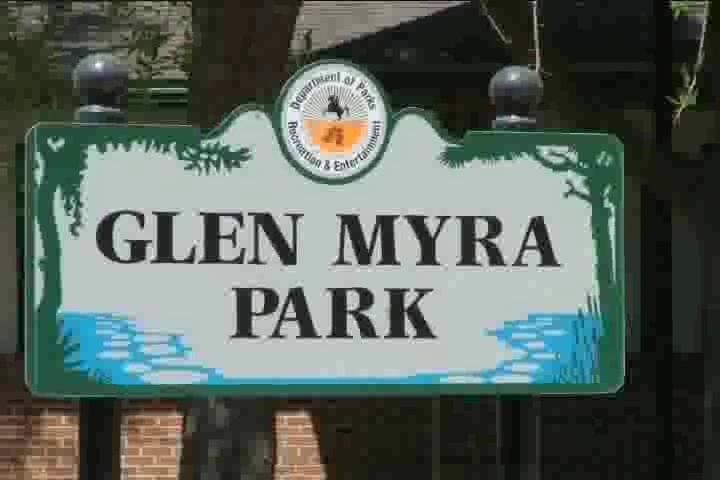 Department of Parks
Recreation & Entertainment
GLEN MYRA
PARK